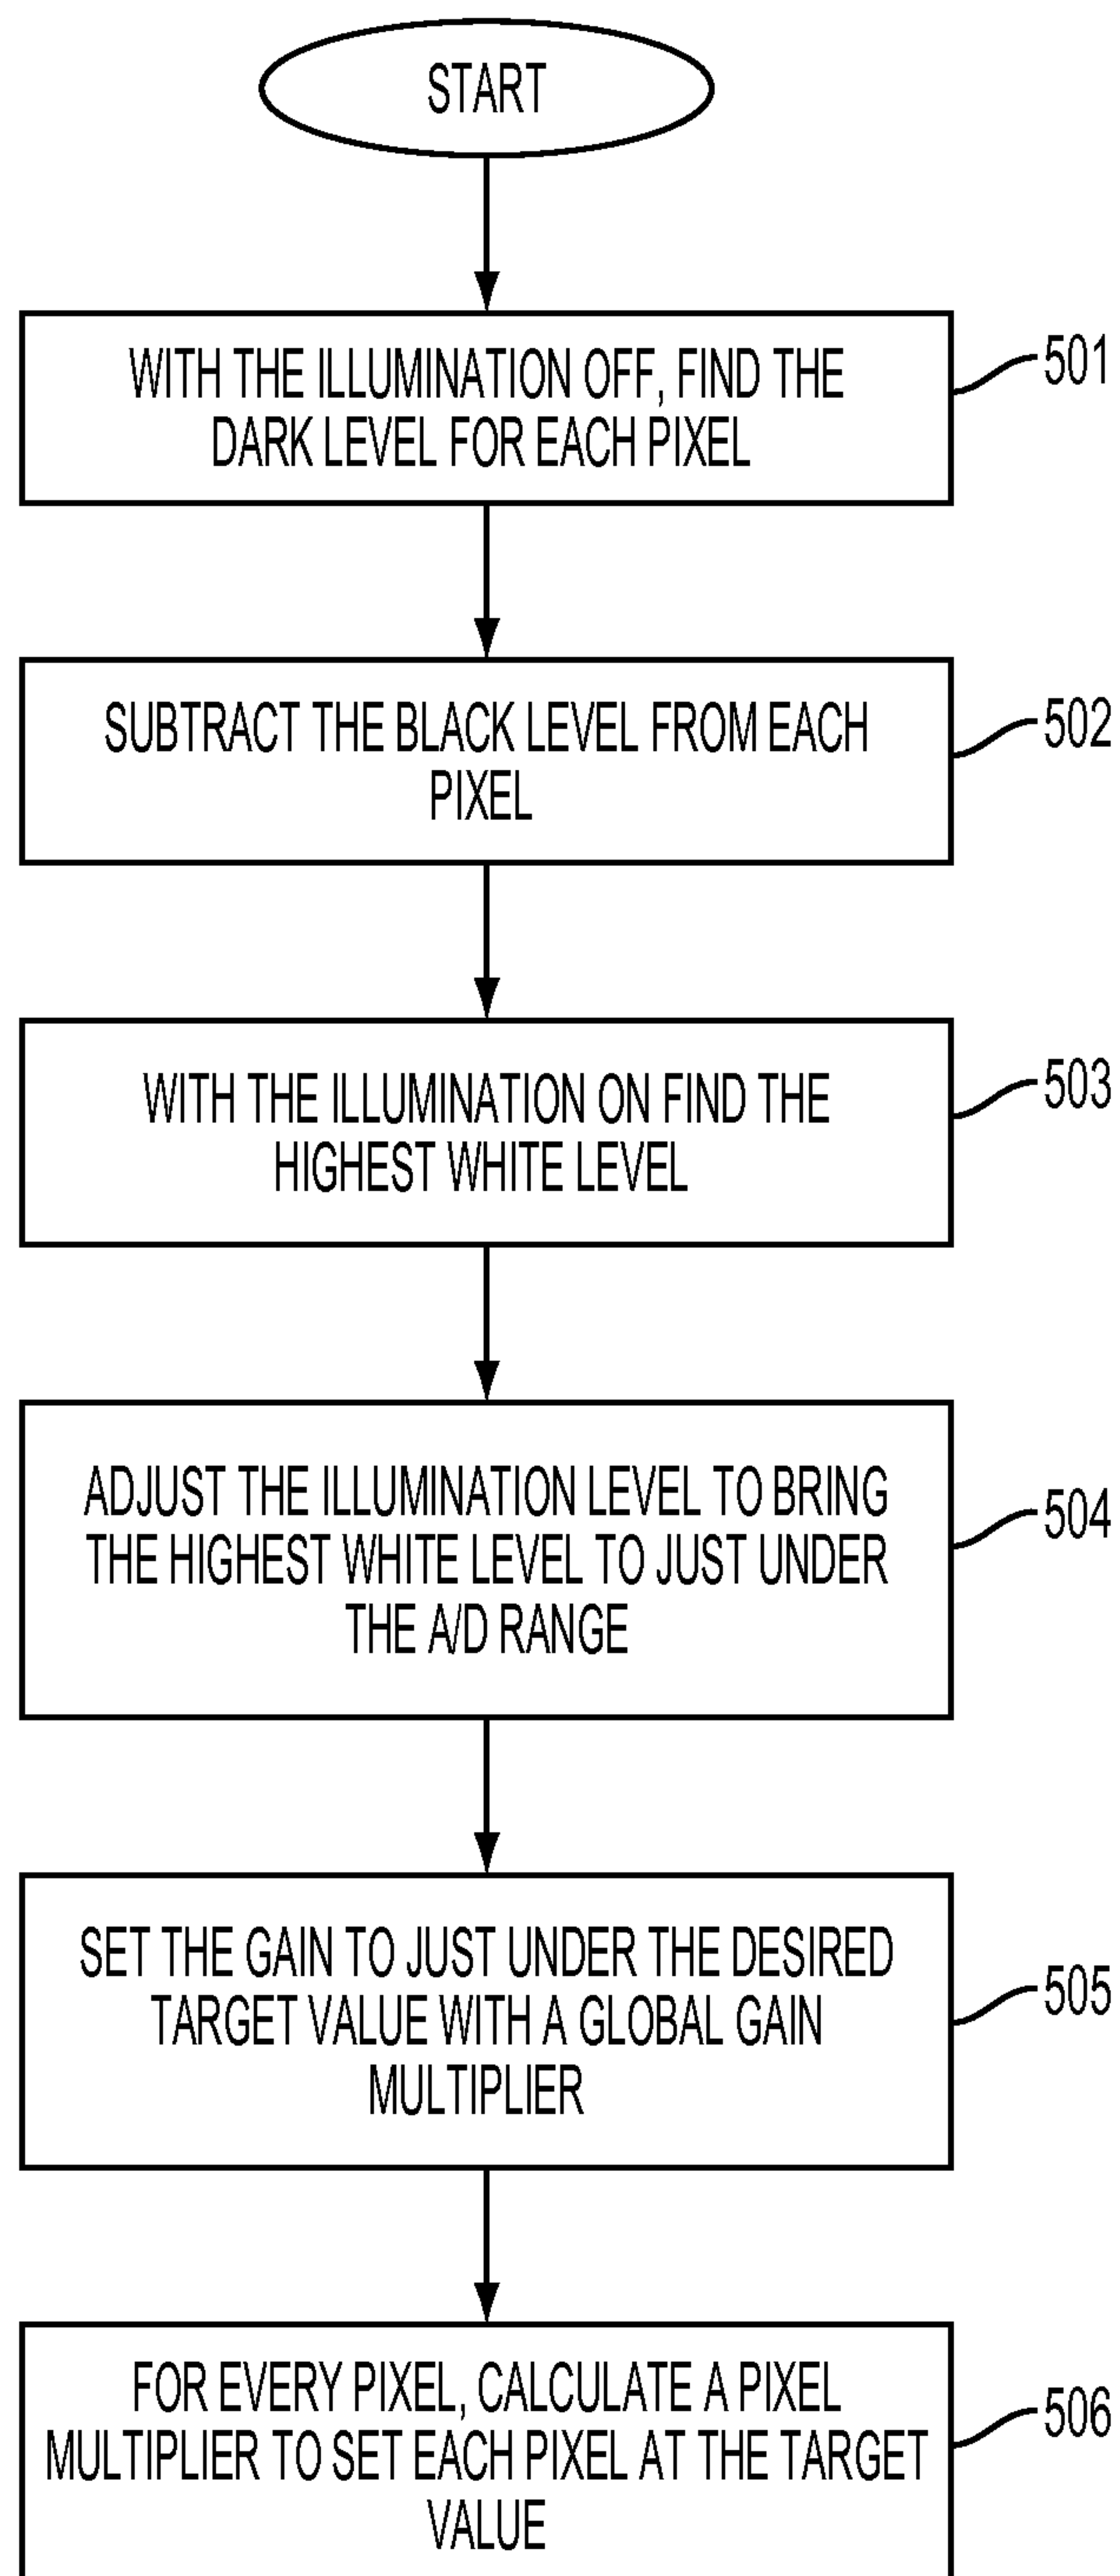 START
WITH THE ILLUMINATION OFF, FIND THE
DARK LEVEL FOR EACH PIXEL
501
SUBTRACT THE BLACK LEVEL FROM EACH
PIXEL
502
WITH THE ILLUMINATION ON FIND THE
HIGHEST WHITE LEVEL
503
ADJUST THE ILLUMINATION LEVEL TO BRING
THE HIGHEST WHITE LEVEL TO JUST UNDER
THE A/D RANGE
504
SET THE GAIN TO JUST UNDER THE DESIRED
TARGET VALUE WITH A GLOBAL GAIN
MULTIPLIER
505
FOR EVERY PIXEL, CALCULATE A PIXEL
MULTIPLIER TO SET EACH PIXEL AT THE TARGET
VALUE
506